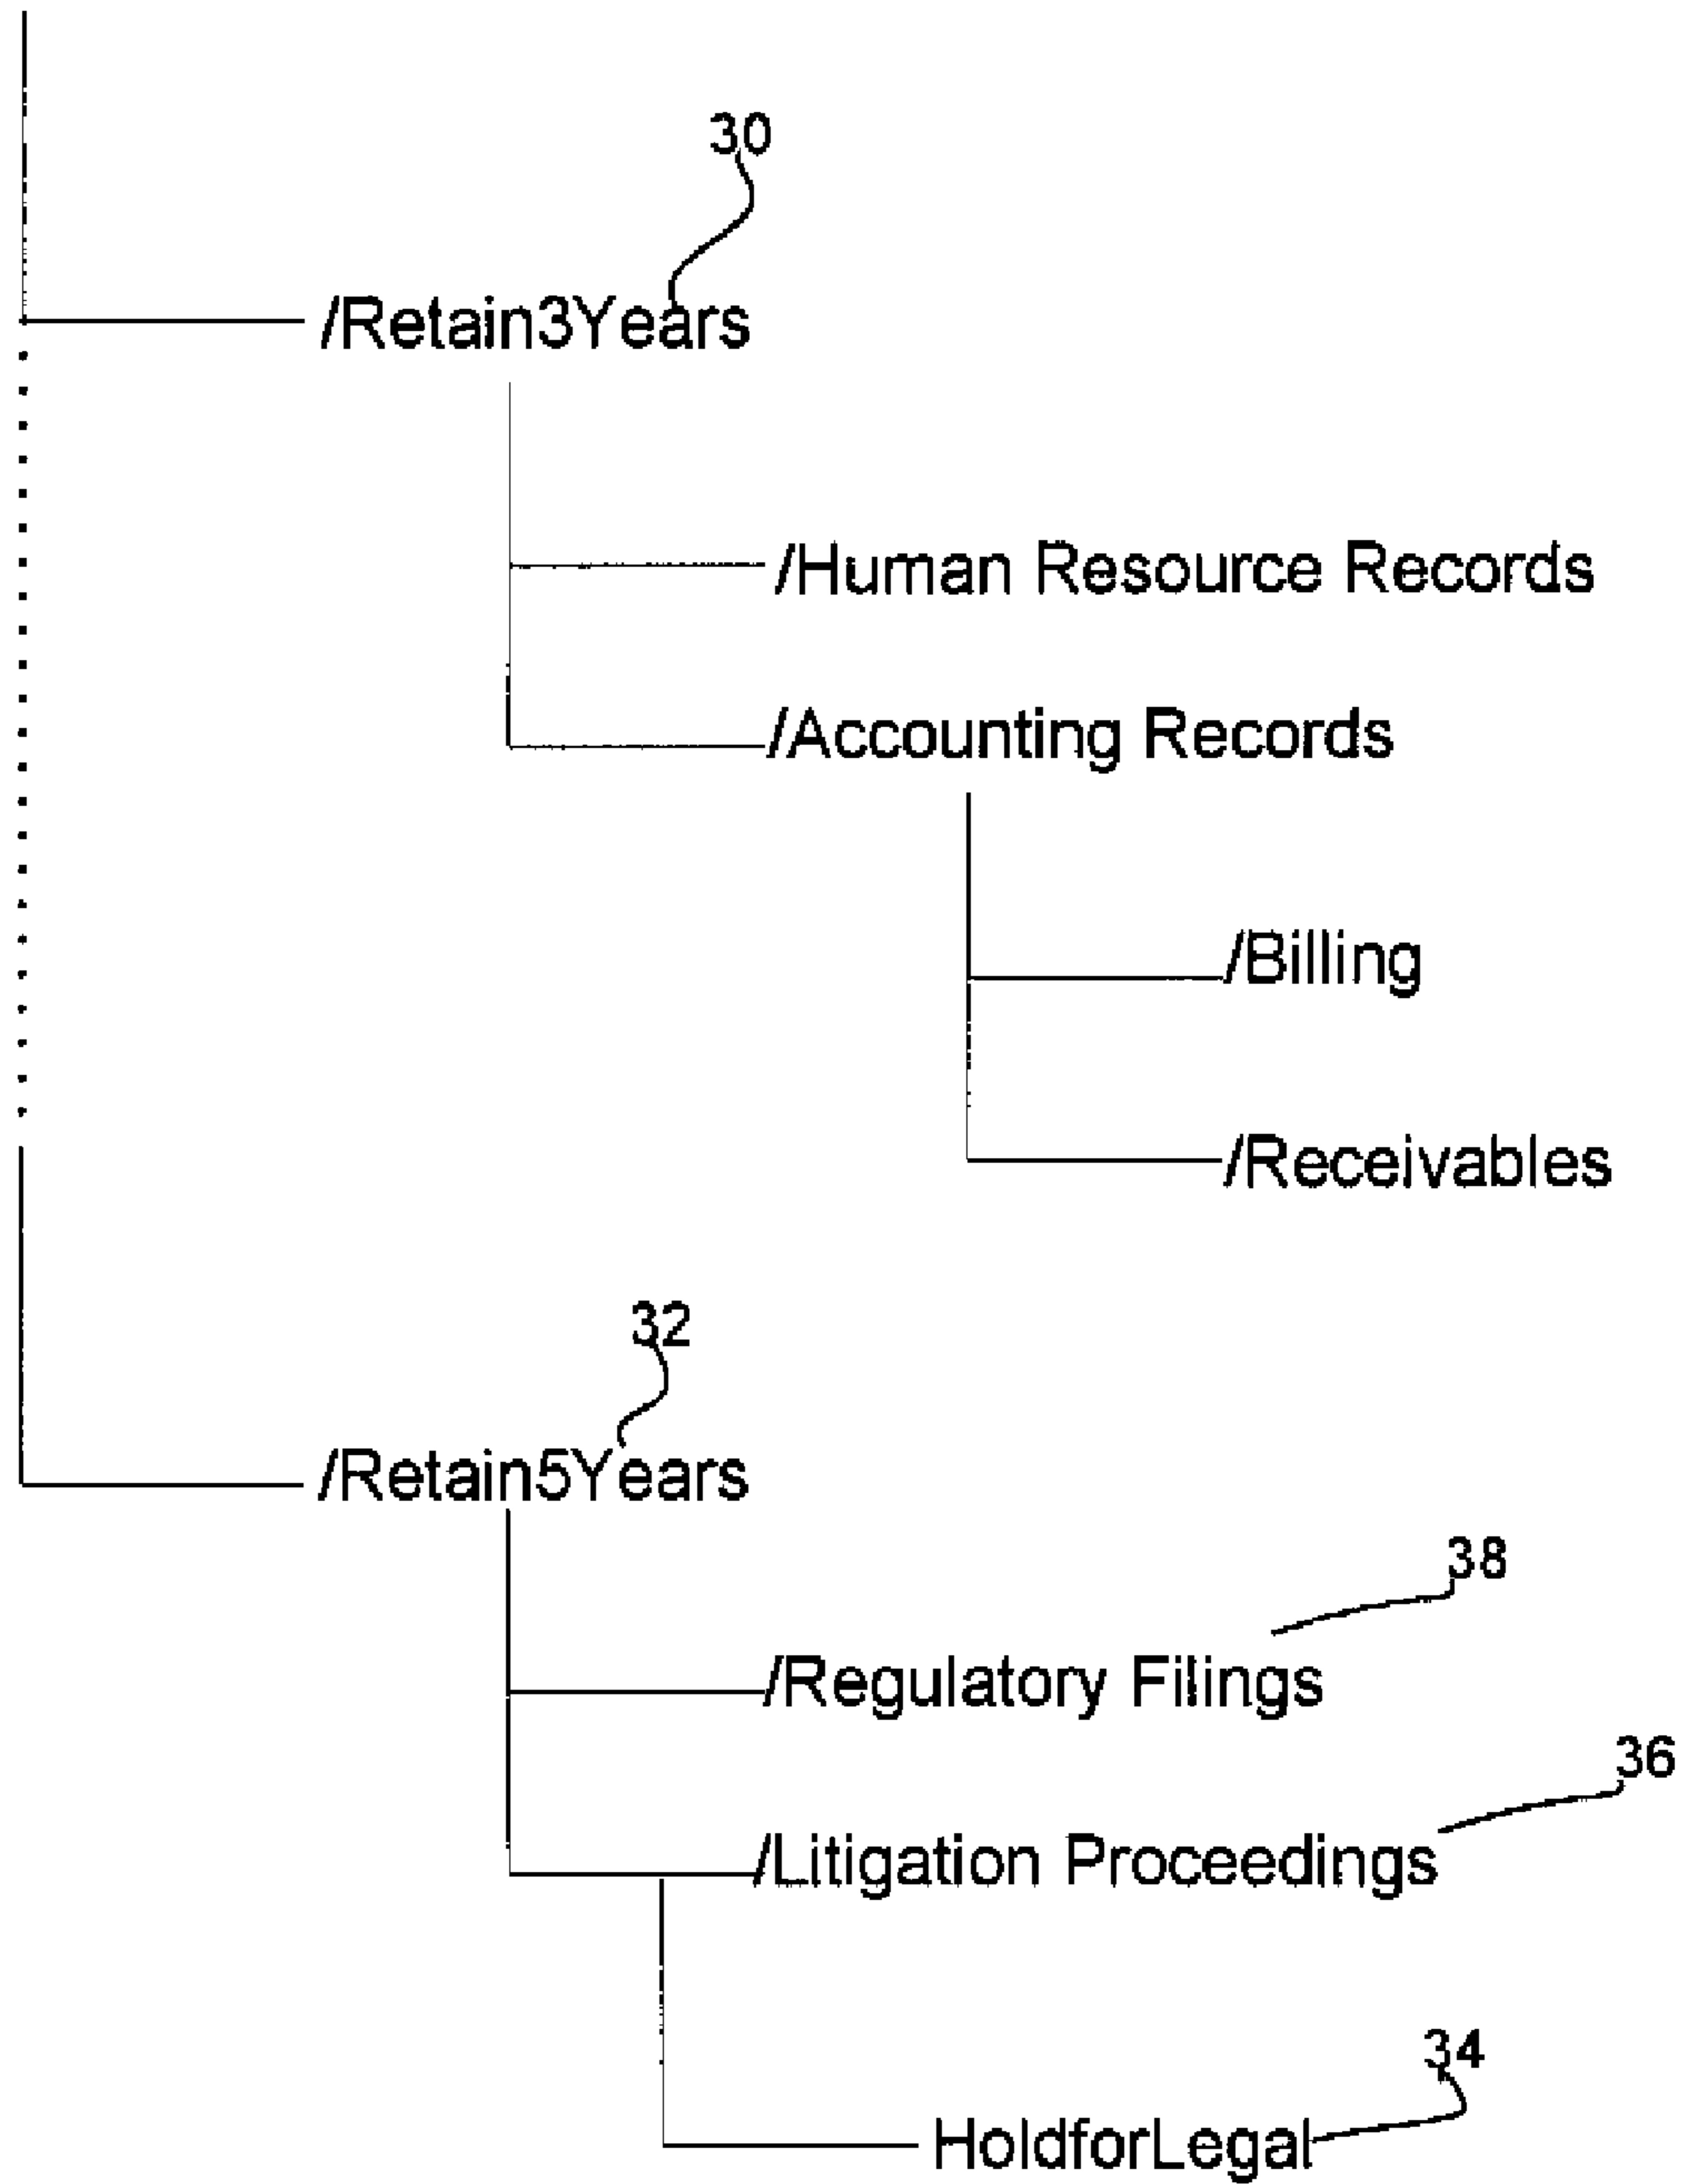 30
/Retain3Years
/Human Resource Records
/Accounting Records
/Billing
/Receivables
32
/Retain5Years
38
/Regulatory Filings
36
/Litigation Proceedings
34
HoldforLegal